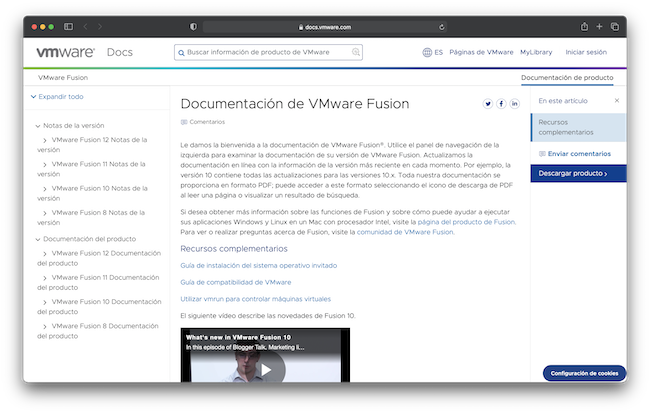 docs.vmware.com
vmware® Docs
Buscar información de producto de VMware
ES Páginas de VMware MyLibrary Iniciar sesión
VMware Fusion
Documentación de producto
Expandir todo
Notas de la versión
VMware Fusion 12 Notas de la
versión
VMware Fusion 11 Notas de la
versión
VMware Fusion 10 Notas de la
versión
VMware Fusion 8 Notas de la
versión
Documentación del producto
VMware Fusion 12 Documentación
del producto
VMware Fusion 11 Documentación
del producto
VMware Fusion 10 Documentación
del producto
VMware Fusion 8 Documentación
del producto
Documentación de VMware Fusion
Comentarios
Le damos la bienvenida a la documentación de VMware Fusion®. Utilice el panel de navegación de la
izquierda para examinar la documentación de su versión de VMware Fusion. Actualizamos la
documentación en línea con la información de la versión más reciente en cada momento. Por ejemplo, la
versión 10 contiene todas las actualizaciones para las versiones 10.x. Toda nuestra documentación se
proporciona en formato PDF; puede acceder a este formato seleccionando el icono de descarga de PDF
al leer una página o visualizar un resultado de búsqueda.
Si desea obtener más información sobre las funciones de Fusion y sobre cómo puede ayudar a ejecutar
sus aplicaciones Windows y Linux en un Mac con procesador Intel, visite la página del producto de Fusion.
Para ver o realizar preguntas acerca de Fusion, visite la comunidad de VMware Fusion.
Recursos complementarios
Guía de instalación del sistema operativo invitado
Guía de compatibilidad de VMware
Utilizar vmrun para controlar máquinas virtuales
El siguiente vídeo describe las novedades de Fusion 10.
What's new in VMware Fusion 10
In this episode of Blogger Talk, Marketing li...
En este artículo
Recursos
complementarios
Enviar comentarios
Descargar producto
Configuración de cookies